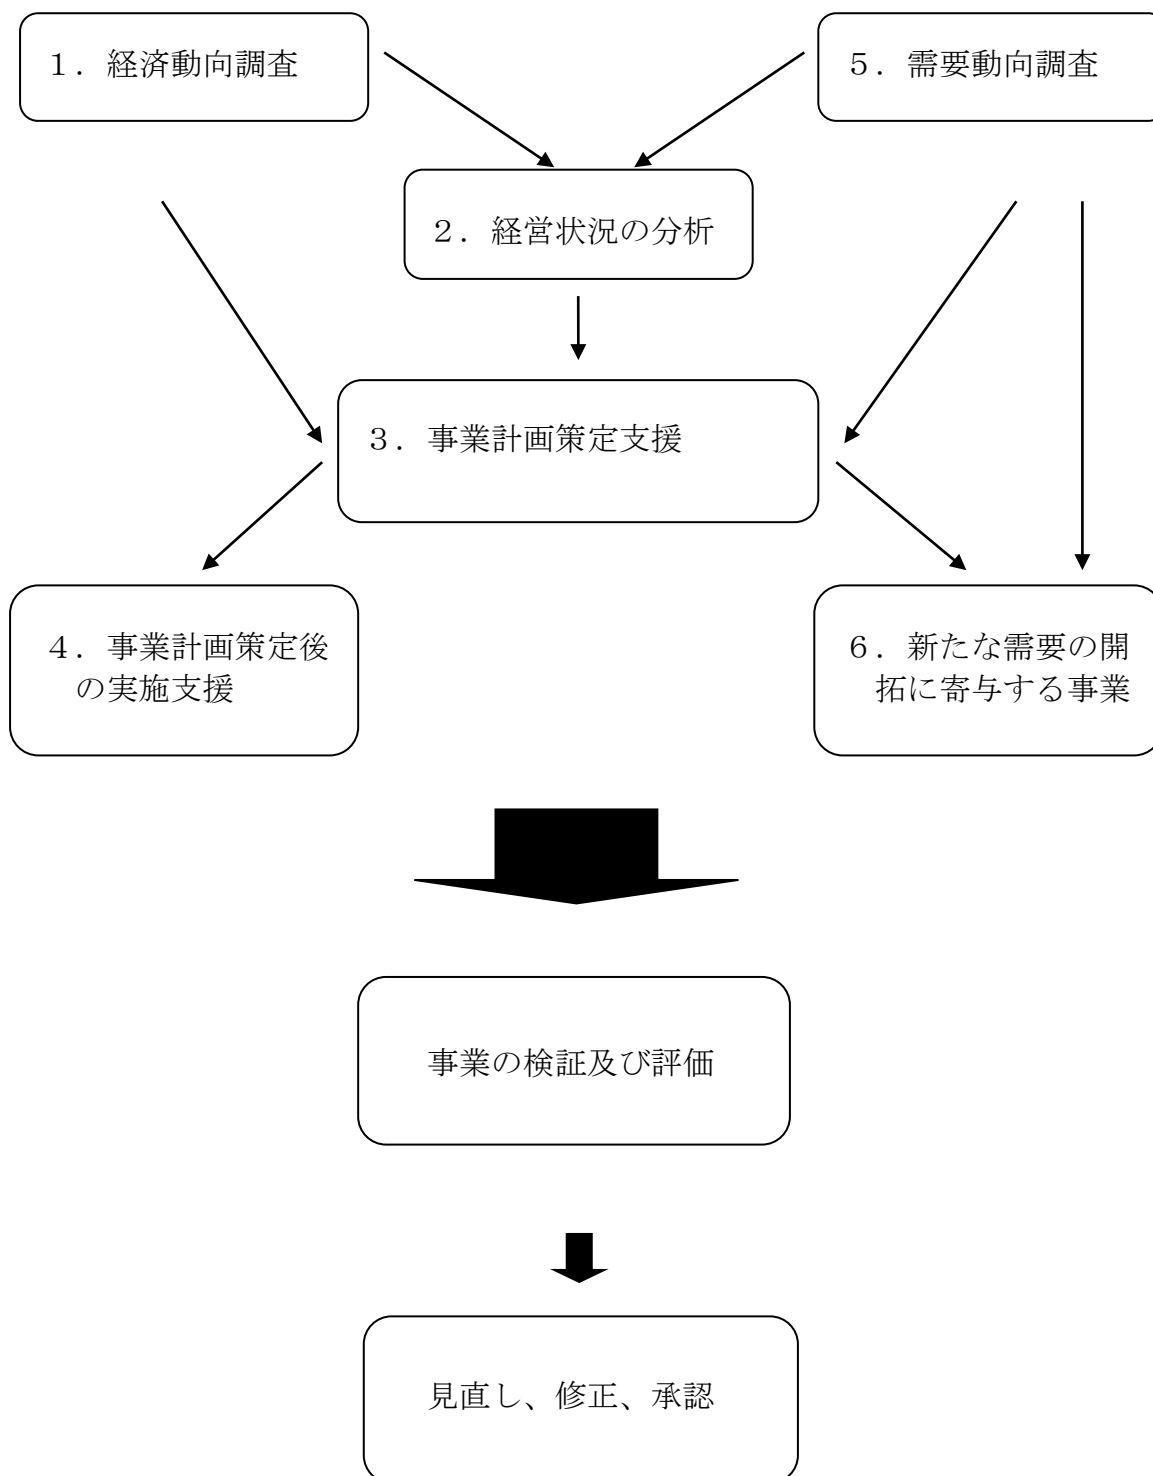 １．経済動向調査
５．需要動向調査
２．経営状況の分析
３．事業計画策定支援
４．事業計画策定後
の実施支援
６．新たな需要の開
拓に寄与する事業
事業の検証及び評価
見直し、修正、承認